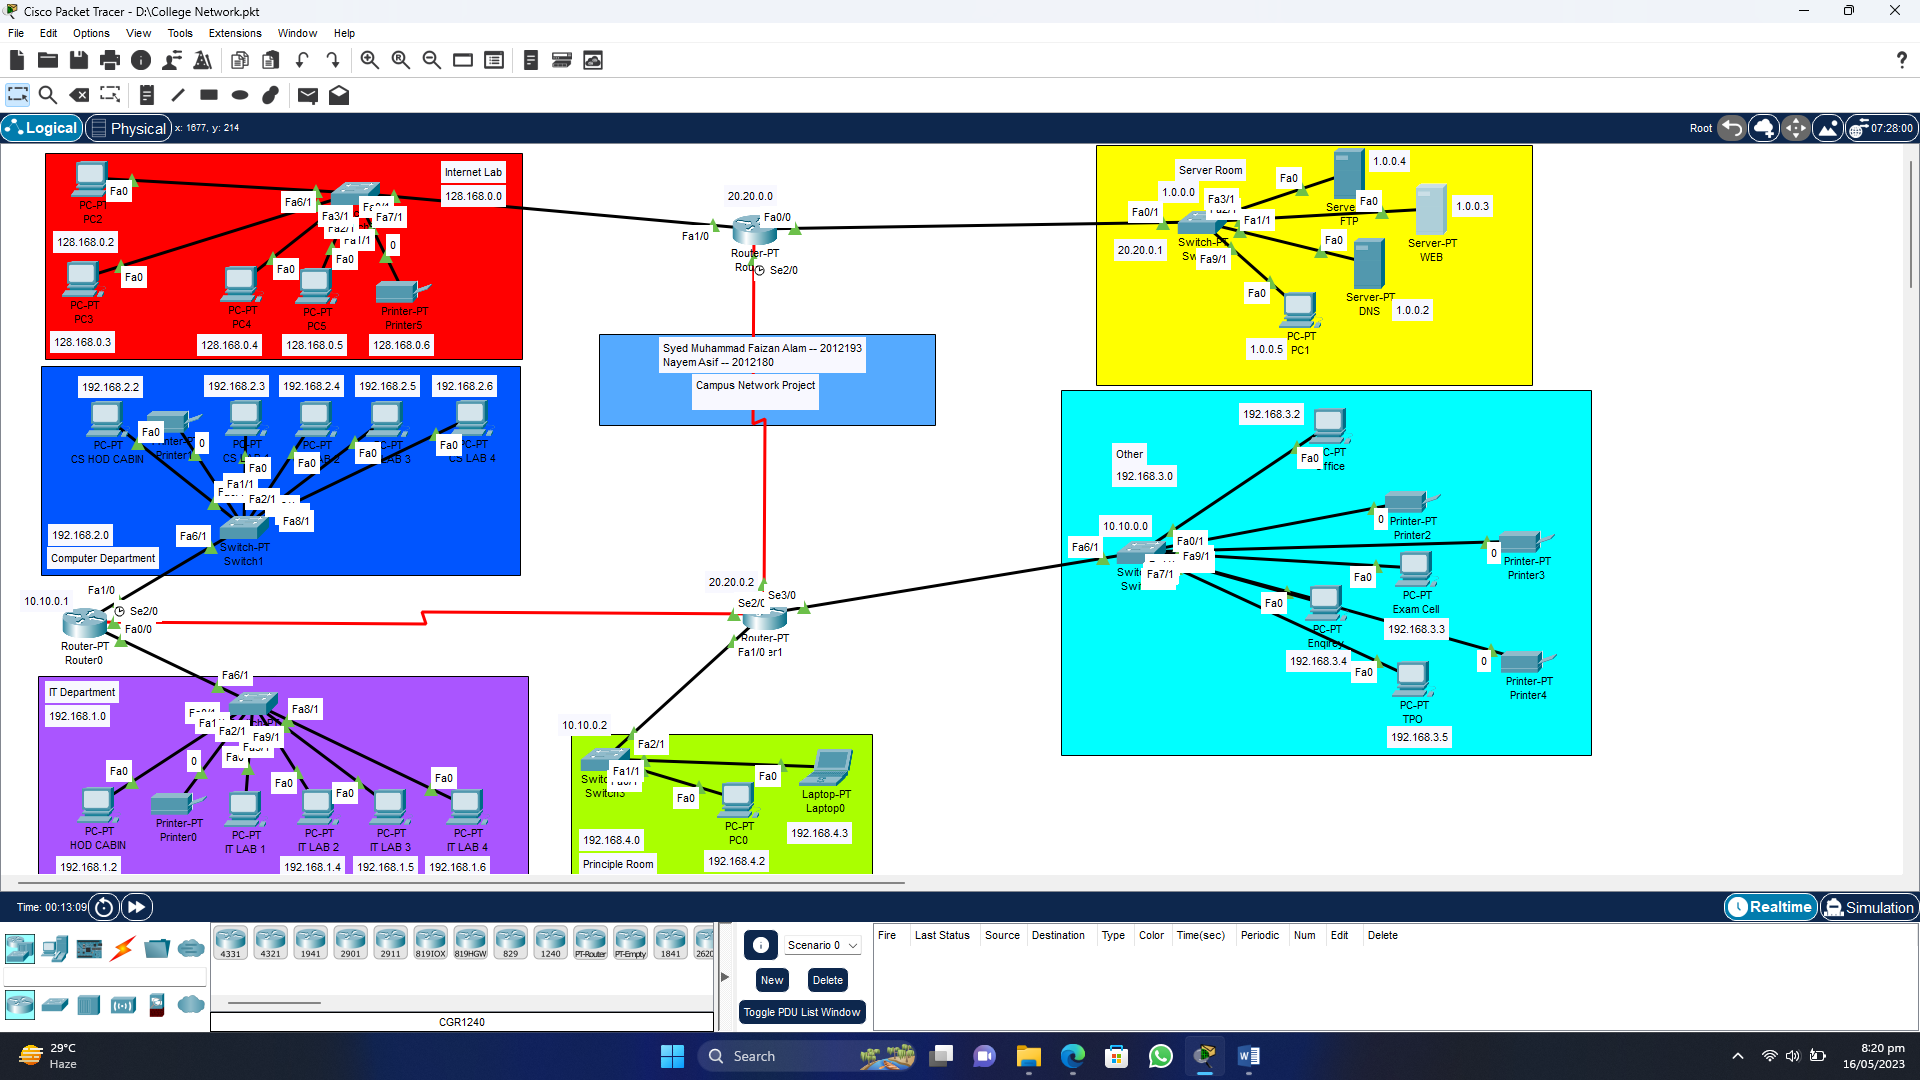 Cisco Packet Tracer - D:\College Network.pkt
File Edit Options View Tools Extensions Window Help
Logical
Physical
x: 1677, y: 214
Root
07:28:00
Internet Lab
128.168.0.0
Fa0
PC2
128.168.0.2
Fa6/1
Fa3/1
Fa7/1
Fa1/1
0
Fa0
Fa0
Fa0
PC-PT
PC3
PC-PT
PC4
PC-PT
PC5
Printer-PT
Printer5
128.168.0.3
128.168.0.4
128.168.0.5
128.168.0.6
20.20.0.0
Fa0/0
Fa1/0
Router-PT
Se2/0
Server Room
1.0.0.0
1.0.0.4
Fa0
Fa3/1
Fa0/1
Fa1/1
Fa0
FTP
1.0.0.3
20.20.0.1
Fa9/1
Fa0
Server-PT
WEB
Fa0
Server-PT
DNS
1.0.0.2
PC-PT
PC1
1.0.0.5
Syed Muhammad Faizan Alam -- 2012193
Nayem Asif -- 2012180
Campus Network Project
192.168.2.2
192.168.2.3
192.168.2.4
192.168.2.5
192.168.2.6
Fa0
0
PC-PT
CS HOD CABIN
Fa0
Fa0
Fa0
Fa0
CS LAB 4
Fa1/1
Fa2/1
Fa8/1
192.168.2.0
Fa6/1
Computer Department
Switch-PT
Switch1
192.168.3.2
Other
192.168.3.0
Fa0
10.10.0.0
Fa6/1
Fa0/1
Fa9/1
Fa7/1
0
Printer-PT
Printer2
0
Printer-PT
Printer3
Fa0
PC-PT
Exam Cell
192.168.3.3
Fa0
PC-PT
192.168.3.4
Fa0
0
Printer-PT
Printer4
PC-PT
TPO
192.168.3.5
10.10.0.1
Fa1/0
Se2/0
Fa0/0
Router-PT
Router0
20.20.0.2
Se3/0
Router-PT
Fa1/0
IT Department
192.168.1.0
Fa6/1
Fa8/1
Fa2/1
Fa9/1
Fa0
0
Fa0
Fa0
Fa0
PC-PT
HOD CABIN
Printer-PT
Printer0
PC-PT
IT LAB 1
PC-PT
IT LAB 2
PC-PT
IT LAB 3
PC-PT
IT LAB 4
192.168.1.2
192.168.1.4
192.168.1.5
192.168.1.6
10.10.0.2
Fa2/1
Fa1/1
Switch3
Fa0
Fa0
PC-PT
PC0
Laptop-PT
Laptop0
192.168.4.0
192.168.4.2
192.168.4.3
Principle Room
Time: 00:13:09
Realtime
Simulation
4331 4321 1941 2901 2911 819IOX 819HGW 829 1240 PT-Router PT-Empty 1841
CGR1240
Scenario 0
New
Delete
Toggle PDU List Window
Fire Last Status Source Destination Type Color Time(sec) Periodic Num Edit Delete
29°C
Haze
Search
8:20 pm
16/05/2023